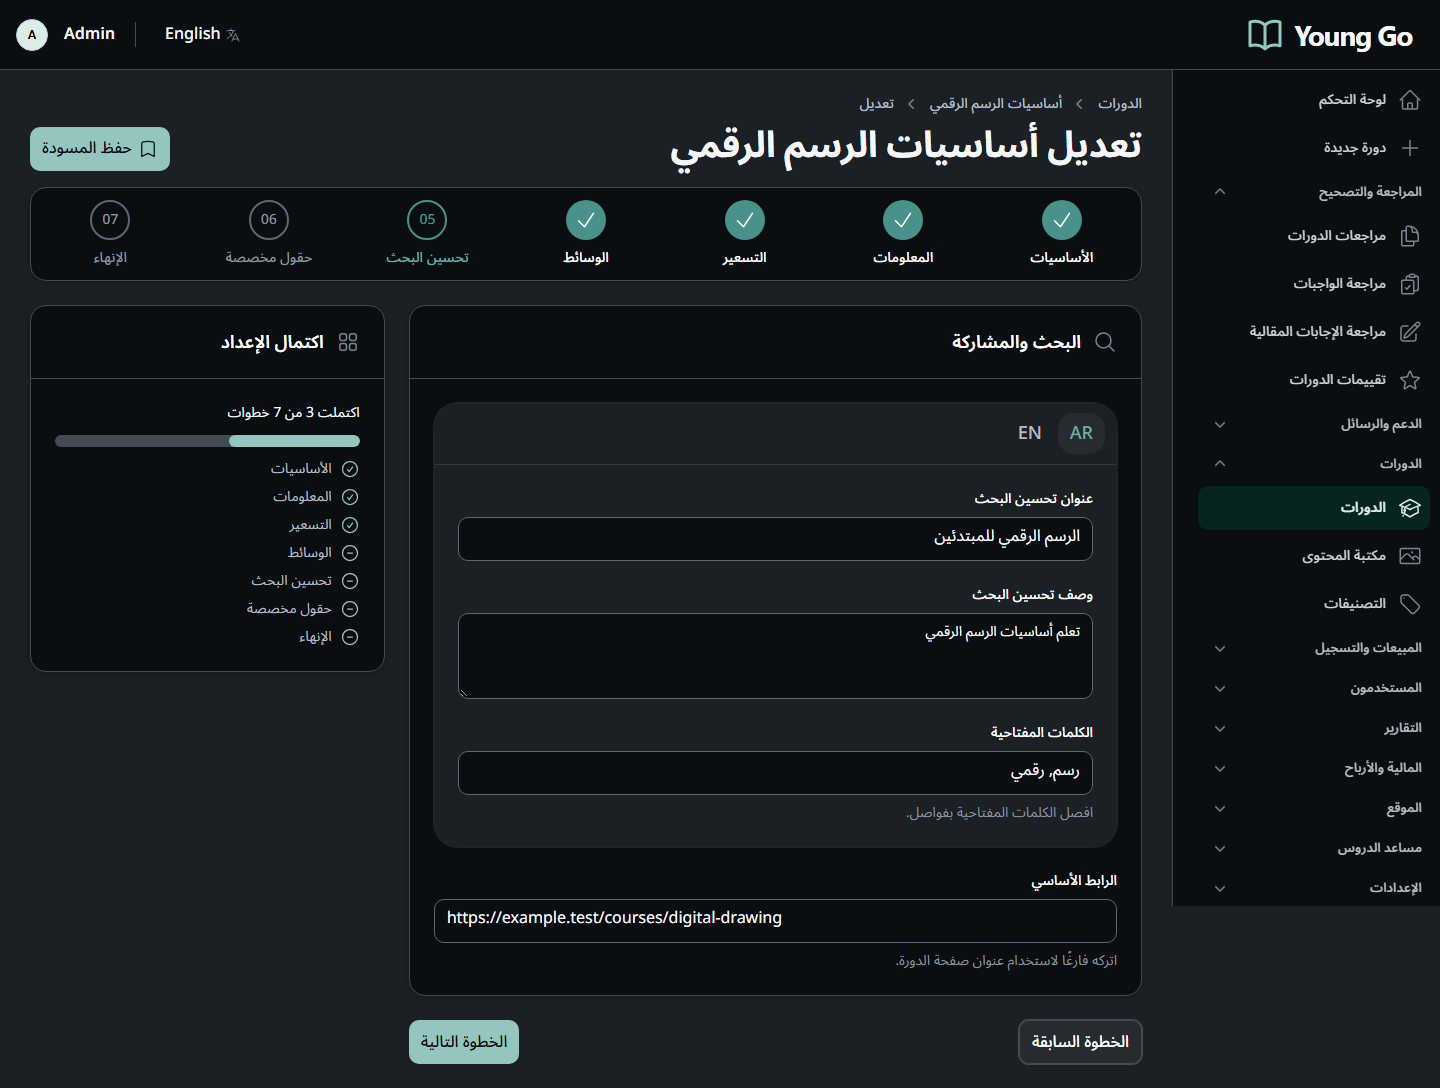 Young Go
English
Admin
A
لوحة التحكم
دورة جديدة
المراجعة والتصحيح
مراجعات الدورات
مراجعة الواجبات
مراجعة الإجابات المقالية
تقييمات الدورات
الدعم والرسائل
الدورات
الدورات
مكتبة المحتوى
التصنيفات
المبيعات والتسجيل
المستخدمون
التقارير
المالية والأرباح
الموقع
مساعد الدروس
الإعدادات
الدورات
أساسيات الرسم الرقمي
تعديل
تعديل أساسيات الرسم الرقمي
حفظ المسودة
الأساسيات
المعلومات
التسعير
الوسائط
05
تحسين البحث
06
حقول مخصصة
07
الإنهاء
البحث والمشاركة
AR
EN
عنوان تحسين البحث
الرسم الرقمي للمبتدئين
وصف تحسين البحث
تعلم أساسيات الرسم الرقمي
الكلمات المفتاحية
رسم, رقمي
افصل الكلمات المفتاحية بفواصل.
الرابط الأساسي
https://example.test/courses/digital-drawing
اتركه فارغًا لاستخدام عنوان صفحة الدورة.
الخطوة السابقة
الخطوة التالية
اكتمال الإعداد
اكتملت 3 من 7 خطوات
الأساسيات
المعلومات
التسعير
الوسائط
تحسين البحث
حقول مخصصة
الإنهاء